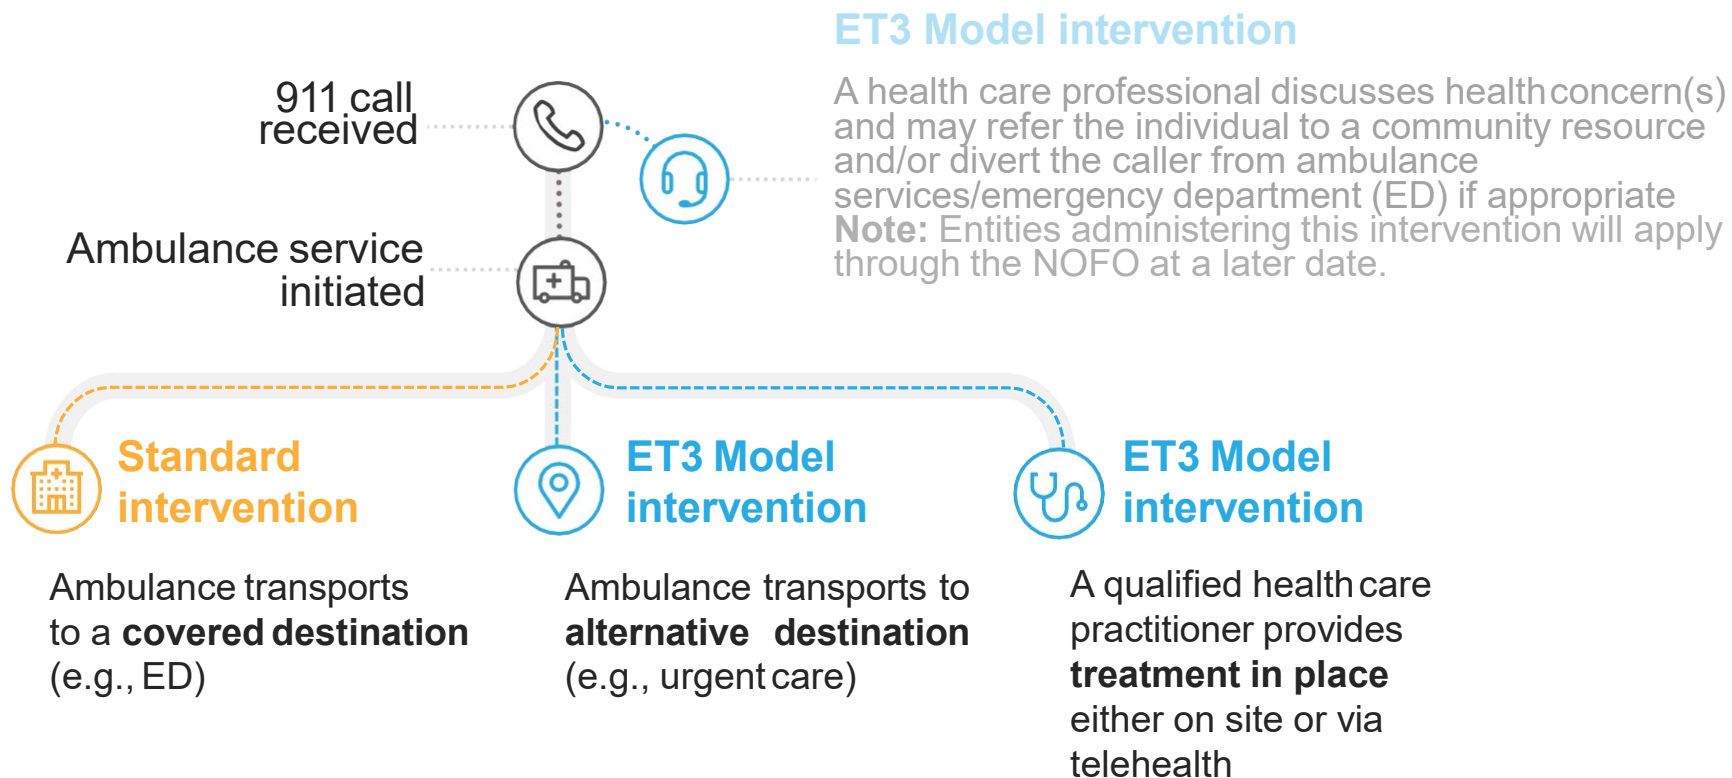 ET3 Model intervention
A health care professional discusses health concern(s)
and may refer the individual to a community resource
and/or divert the caller from ambulance
services/emergency department (ED) if appropriate
Note: Entities administering this intervention will apply
through the NOFO at a later date.
911 call
received
Ambulance service
initiated
Standard
intervention
Ambulance transports
to a covered destination
(e.g., ED)
ET3 Model
intervention
Ambulance transports to
alternative destination
(e.g., urgent care)
ET3 Model
intervention
A qualified health care
practitioner provides
treatment in place
either on site or via
telehealth